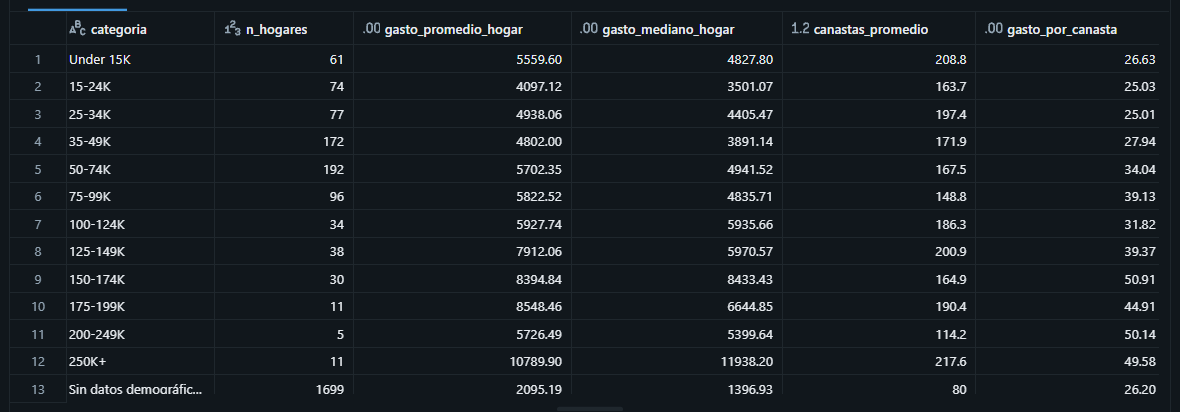 ABC categoria 123 n_hogares .00 gasto_promedio_hogar .00 gasto_mediano_hogar 1.2 canastas_promedio .00 gasto_por_canasta
1 Under 15K 61 5559.60 4827.80 208.8 26.63
2 15-24K 74 4097.12 3501.07 163.7 25.03
3 25-34K 77 4938.06 4405.47 197.4 25.01
4 35-49K 172 4802.00 3891.14 171.9 27.94
5 50-74K 192 5702.35 4941.52 167.5 34.04
6 75-99K 96 5822.52 4835.71 148.8 39.13
7 100-124K 34 5927.74 5935.66 186.3 31.82
8 125-149K 38 7912.06 5970.57 200.9 39.37
9 150-174K 30 8394.84 8433.43 164.9 50.91
10 175-199K 11 8548.46 6644.85 190.4 44.91
11 200-249K 5 5726.49 5399.64 114.2 50.14
12 250K+ 11 10789.90 11938.20 217.6 49.58
13 Sin datos demográfic... 1699 2095.19 1396.93 80 26.20